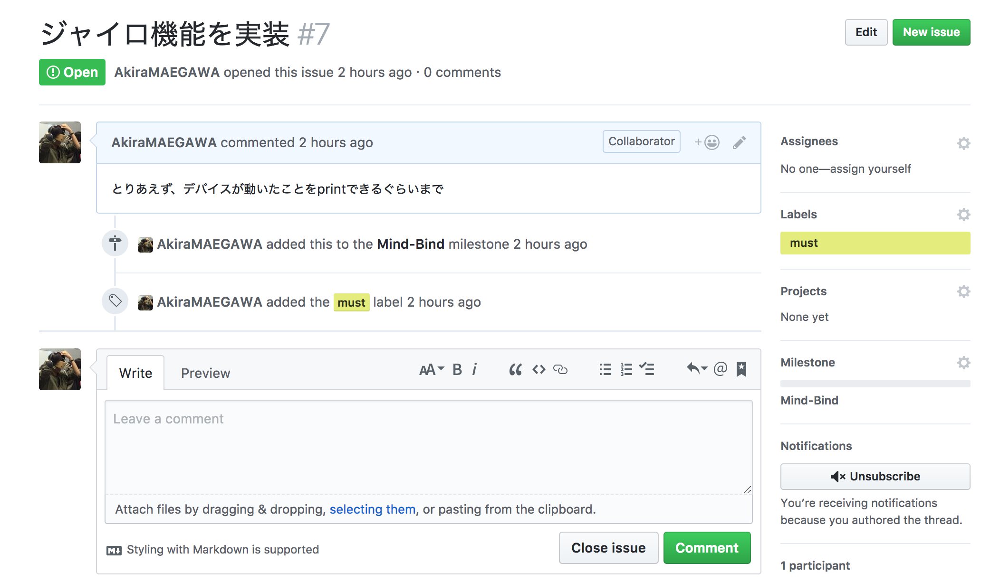 ジャイロ機能を実装 #7
Edit
New issue
Open
AkiraMAEGAWA opened this issue 2 hours ago · 0 comments
AkiraMAEGAWA commented 2 hours ago
Collaborator
+
とりあえず、デバイスが動いたことをprintできるぐらいまで
AkiraMAEGAWA added this to the Mind-Bind milestone 2 hours ago
AkiraMAEGAWA added the must label 2 hours ago
Write
Preview
AA B i
@
Leave a comment
Attach files by dragging & dropping, selecting them, or pasting from the clipboard.
Styling with Markdown is supported
Close issue
Comment
Assignees
No one—assign yourself
Labels
must
Projects
None yet
Milestone
Mind-Bind
Notifications
Unsubscribe
You’re receiving notifications
because you authored the thread.
1 participant